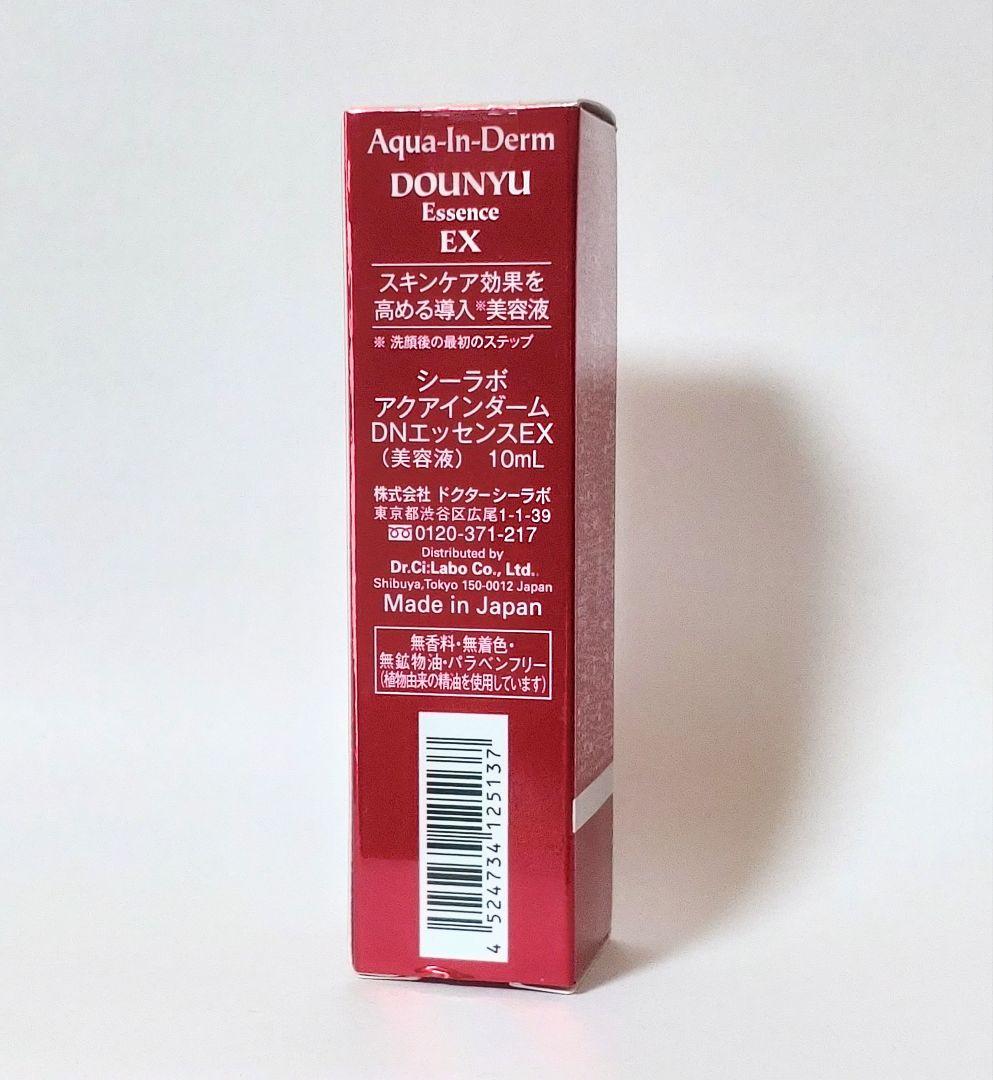 Aqua-In-Derm
DOUNYU
Essence
EX
スキンケア効果を
高める導入※美容液
※ 洗顔後の最初のステップ
シーラボ
アクアインダーム
DNエッセンスEX
（美容液） 10mL
株式会社 ドクターシーラボ
東京都渋谷区広尾1-1-39
0120-371-217
Distributed by
Dr.Ci:Labo Co., Ltd.
Shibuya,Tokyo 150-0012 Japan
Made in Japan
無香料・無着色・
無鉱物油・パラベンフリー
（植物由来の精油を使用しています）
4 524734 125137